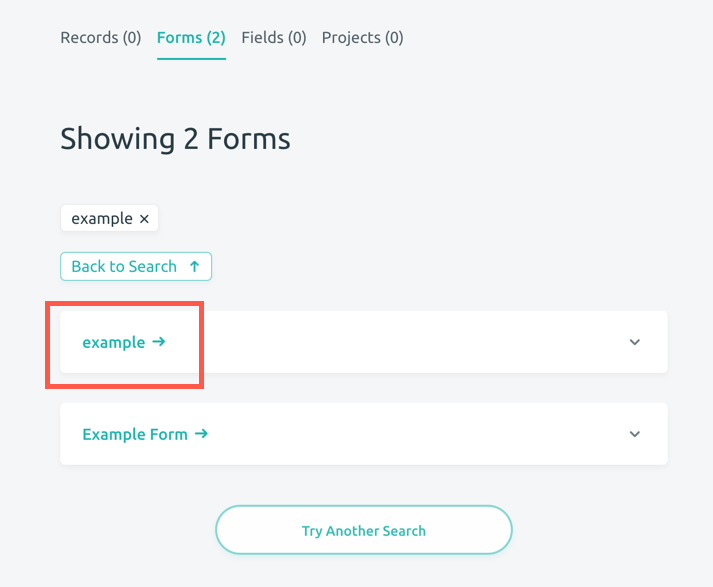 Records (0) Forms (2) Fields (0) Projects (0)
Showing 2 Forms
example ×
Back to Search ↑
example →
Example Form →
Try Another Search